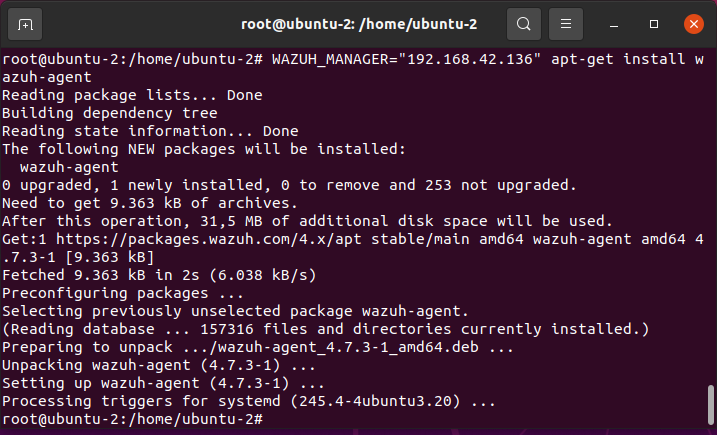 root@ubuntu-2: /home/ubuntu-2
root@ubuntu-2:/home/ubuntu-2# WAZUH_MANAGER="192.168.42.136" apt-get install w
azuh-agent
Reading package lists... Done
Building dependency tree
Reading state information... Done
The following NEW packages will be installed:
  wazuh-agent
0 upgraded, 1 newly installed, 0 to remove and 253 not upgraded.
Need to get 9.363 kB of archives.
After this operation, 31,5 MB of additional disk space will be used.
Get:1 https://packages.wazuh.com/4.x/apt stable/main amd64 wazuh-agent amd64 4
.7.3-1 [9.363 kB]
Fetched 9.363 kB in 2s (6.038 kB/s)
Preconfiguring packages ...
Selecting previously unselected package wazuh-agent.
(Reading database ... 157316 files and directories currently installed.)
Preparing to unpack .../wazuh-agent_4.7.3-1_amd64.deb ...
Unpacking wazuh-agent (4.7.3-1) ...
Setting up wazuh-agent (4.7.3-1) ...
Processing triggers for systemd (245.4-4ubuntu3.20) ...
root@ubuntu-2:/home/ubuntu-2#